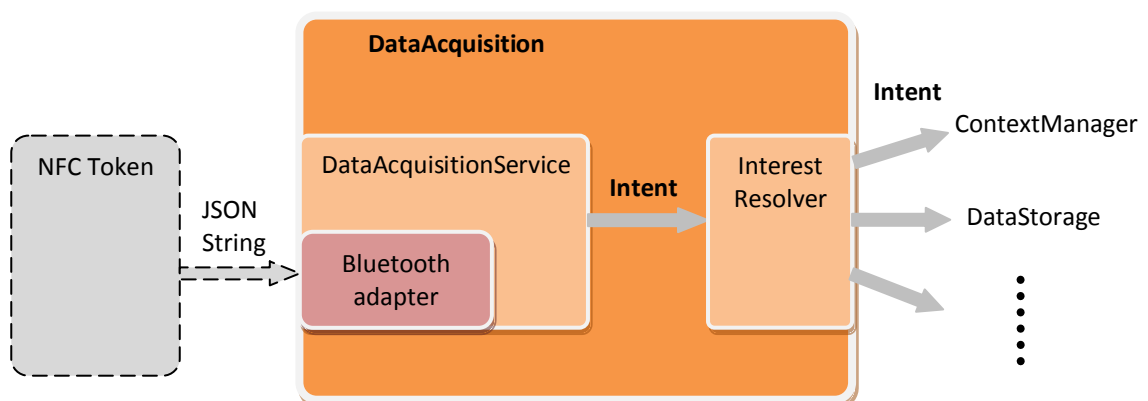 DataAcquisition
Intent
ContextManager
NFC Token
DataAcquisitionService
Interest
Resolver
Intent
JSON
String
DataStorage
Bluetooth
adapter